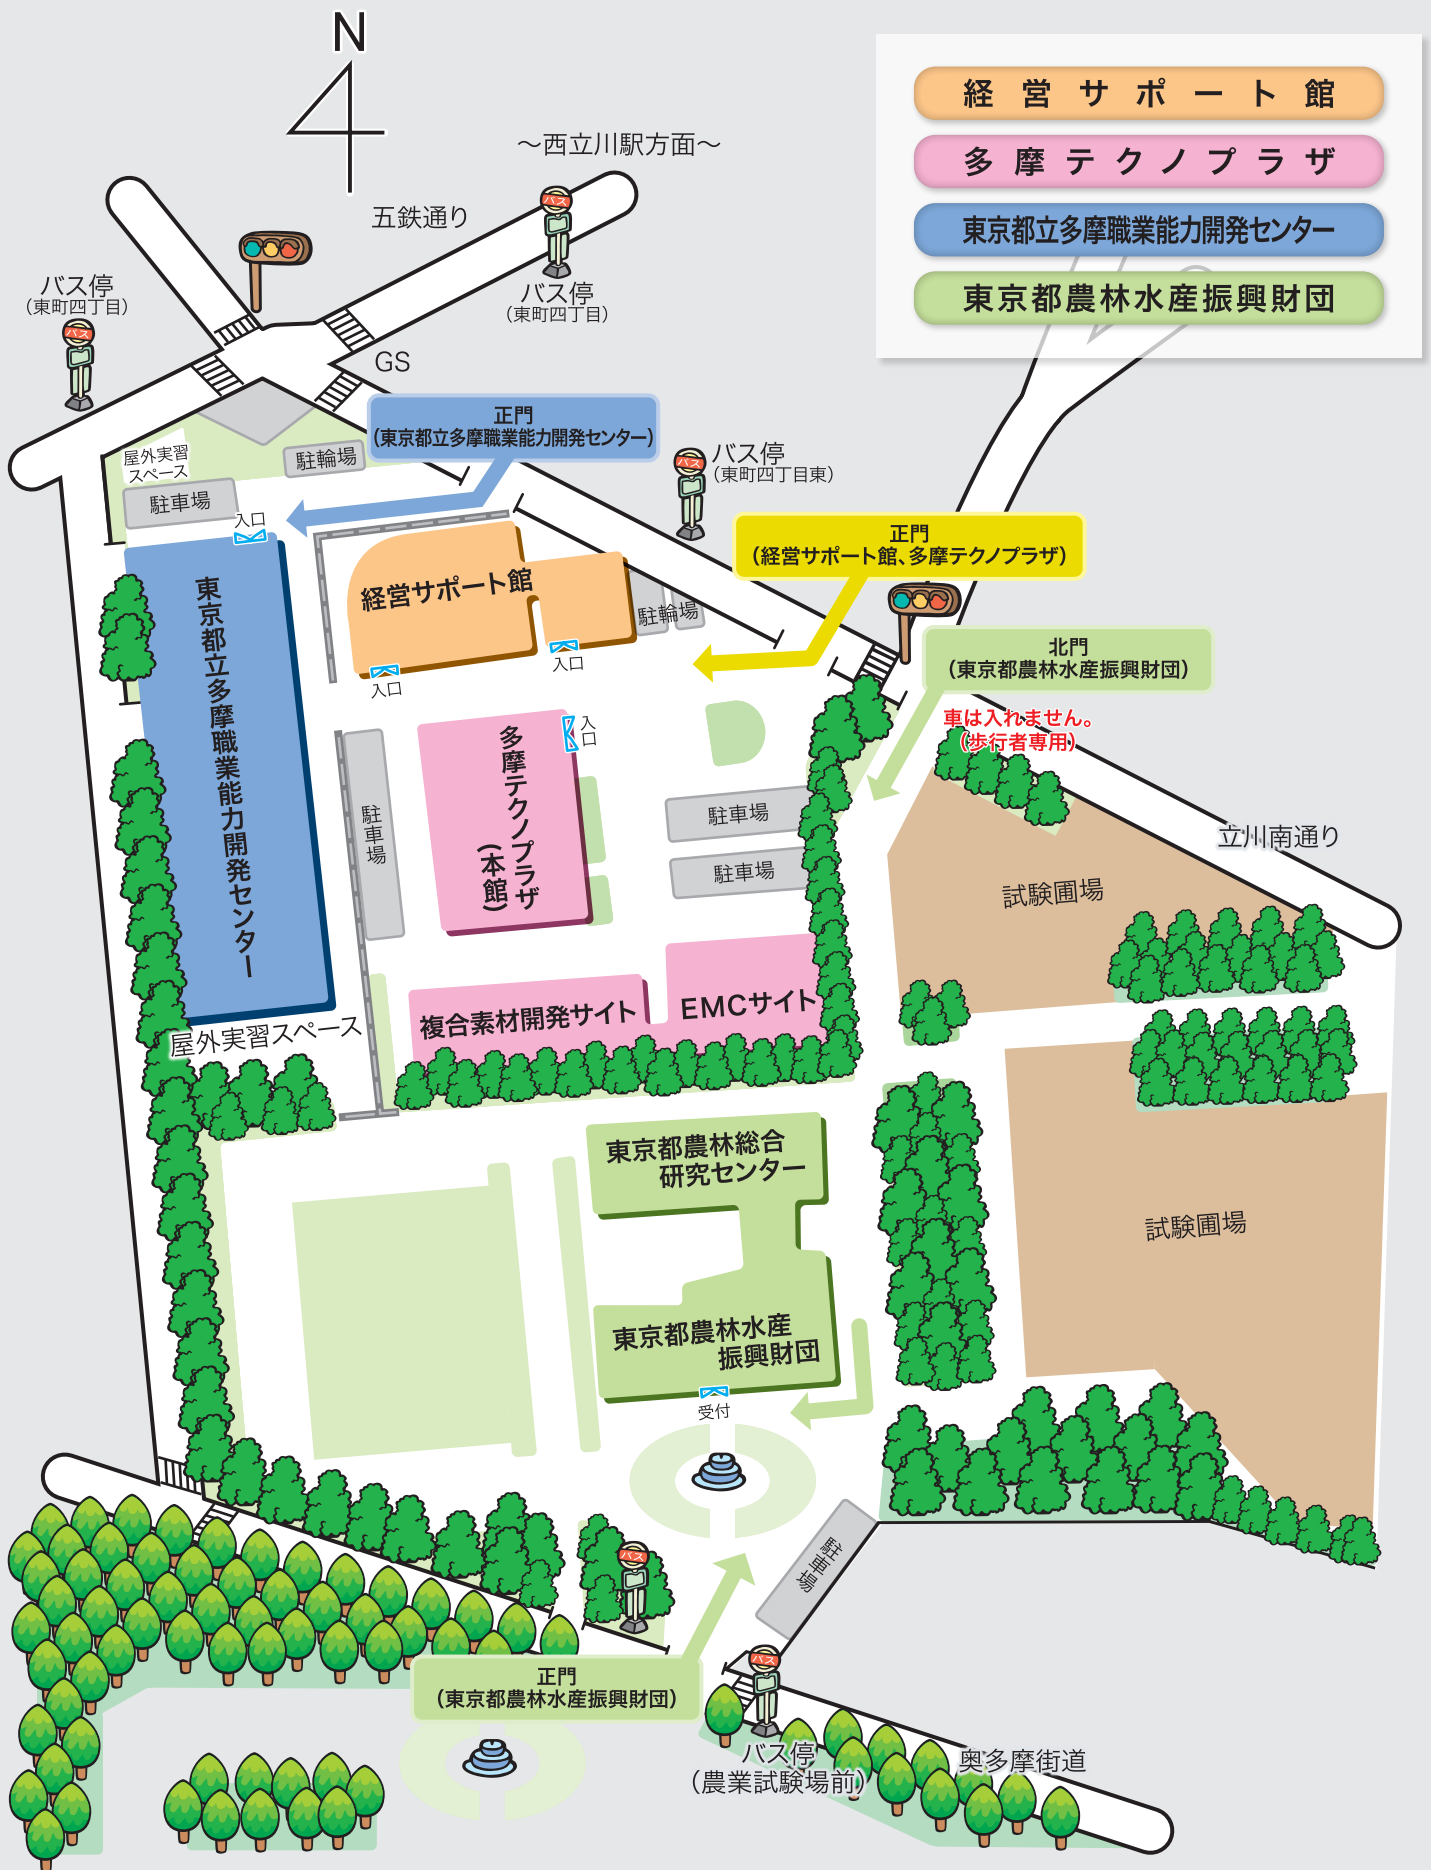 N
経営サポート館
多摩テクノプラザ
東京都立多摩職業能力開発センター
東京都農林水産振興財団
～西立川駅方面～
五鉄通り
バス
バス停
(東町四丁目)
バス停
(東町四丁目)
バス
GS
正門
(東京都立多摩職業能力開発センター)
屋外実習
スペース
駐輪場
駐車場
入口
バス
バス停
(東町四丁目東)
正門
(経営サポート館、多摩テクノプラザ)
経営サポート館
駐輪場
入口
入口
北門
(東京都農林水産振興財団)
車は入れません。
(歩行者専用)
東京都立多摩職業能力開発センター
多摩テクノプラザ
(本館)
入口
駐車場
駐車場
駐車場
立川南通り
試験圃場
複合素材開発サイト
EMCサイト
屋外実習スペース
東京都農林総合
研究センター
試験圃場
東京都農林水産
振興財団
受付
駐車場
バス
正門
(東京都農林水産振興財団)
バス
バス停
(農業試験場前)
奥多摩街道